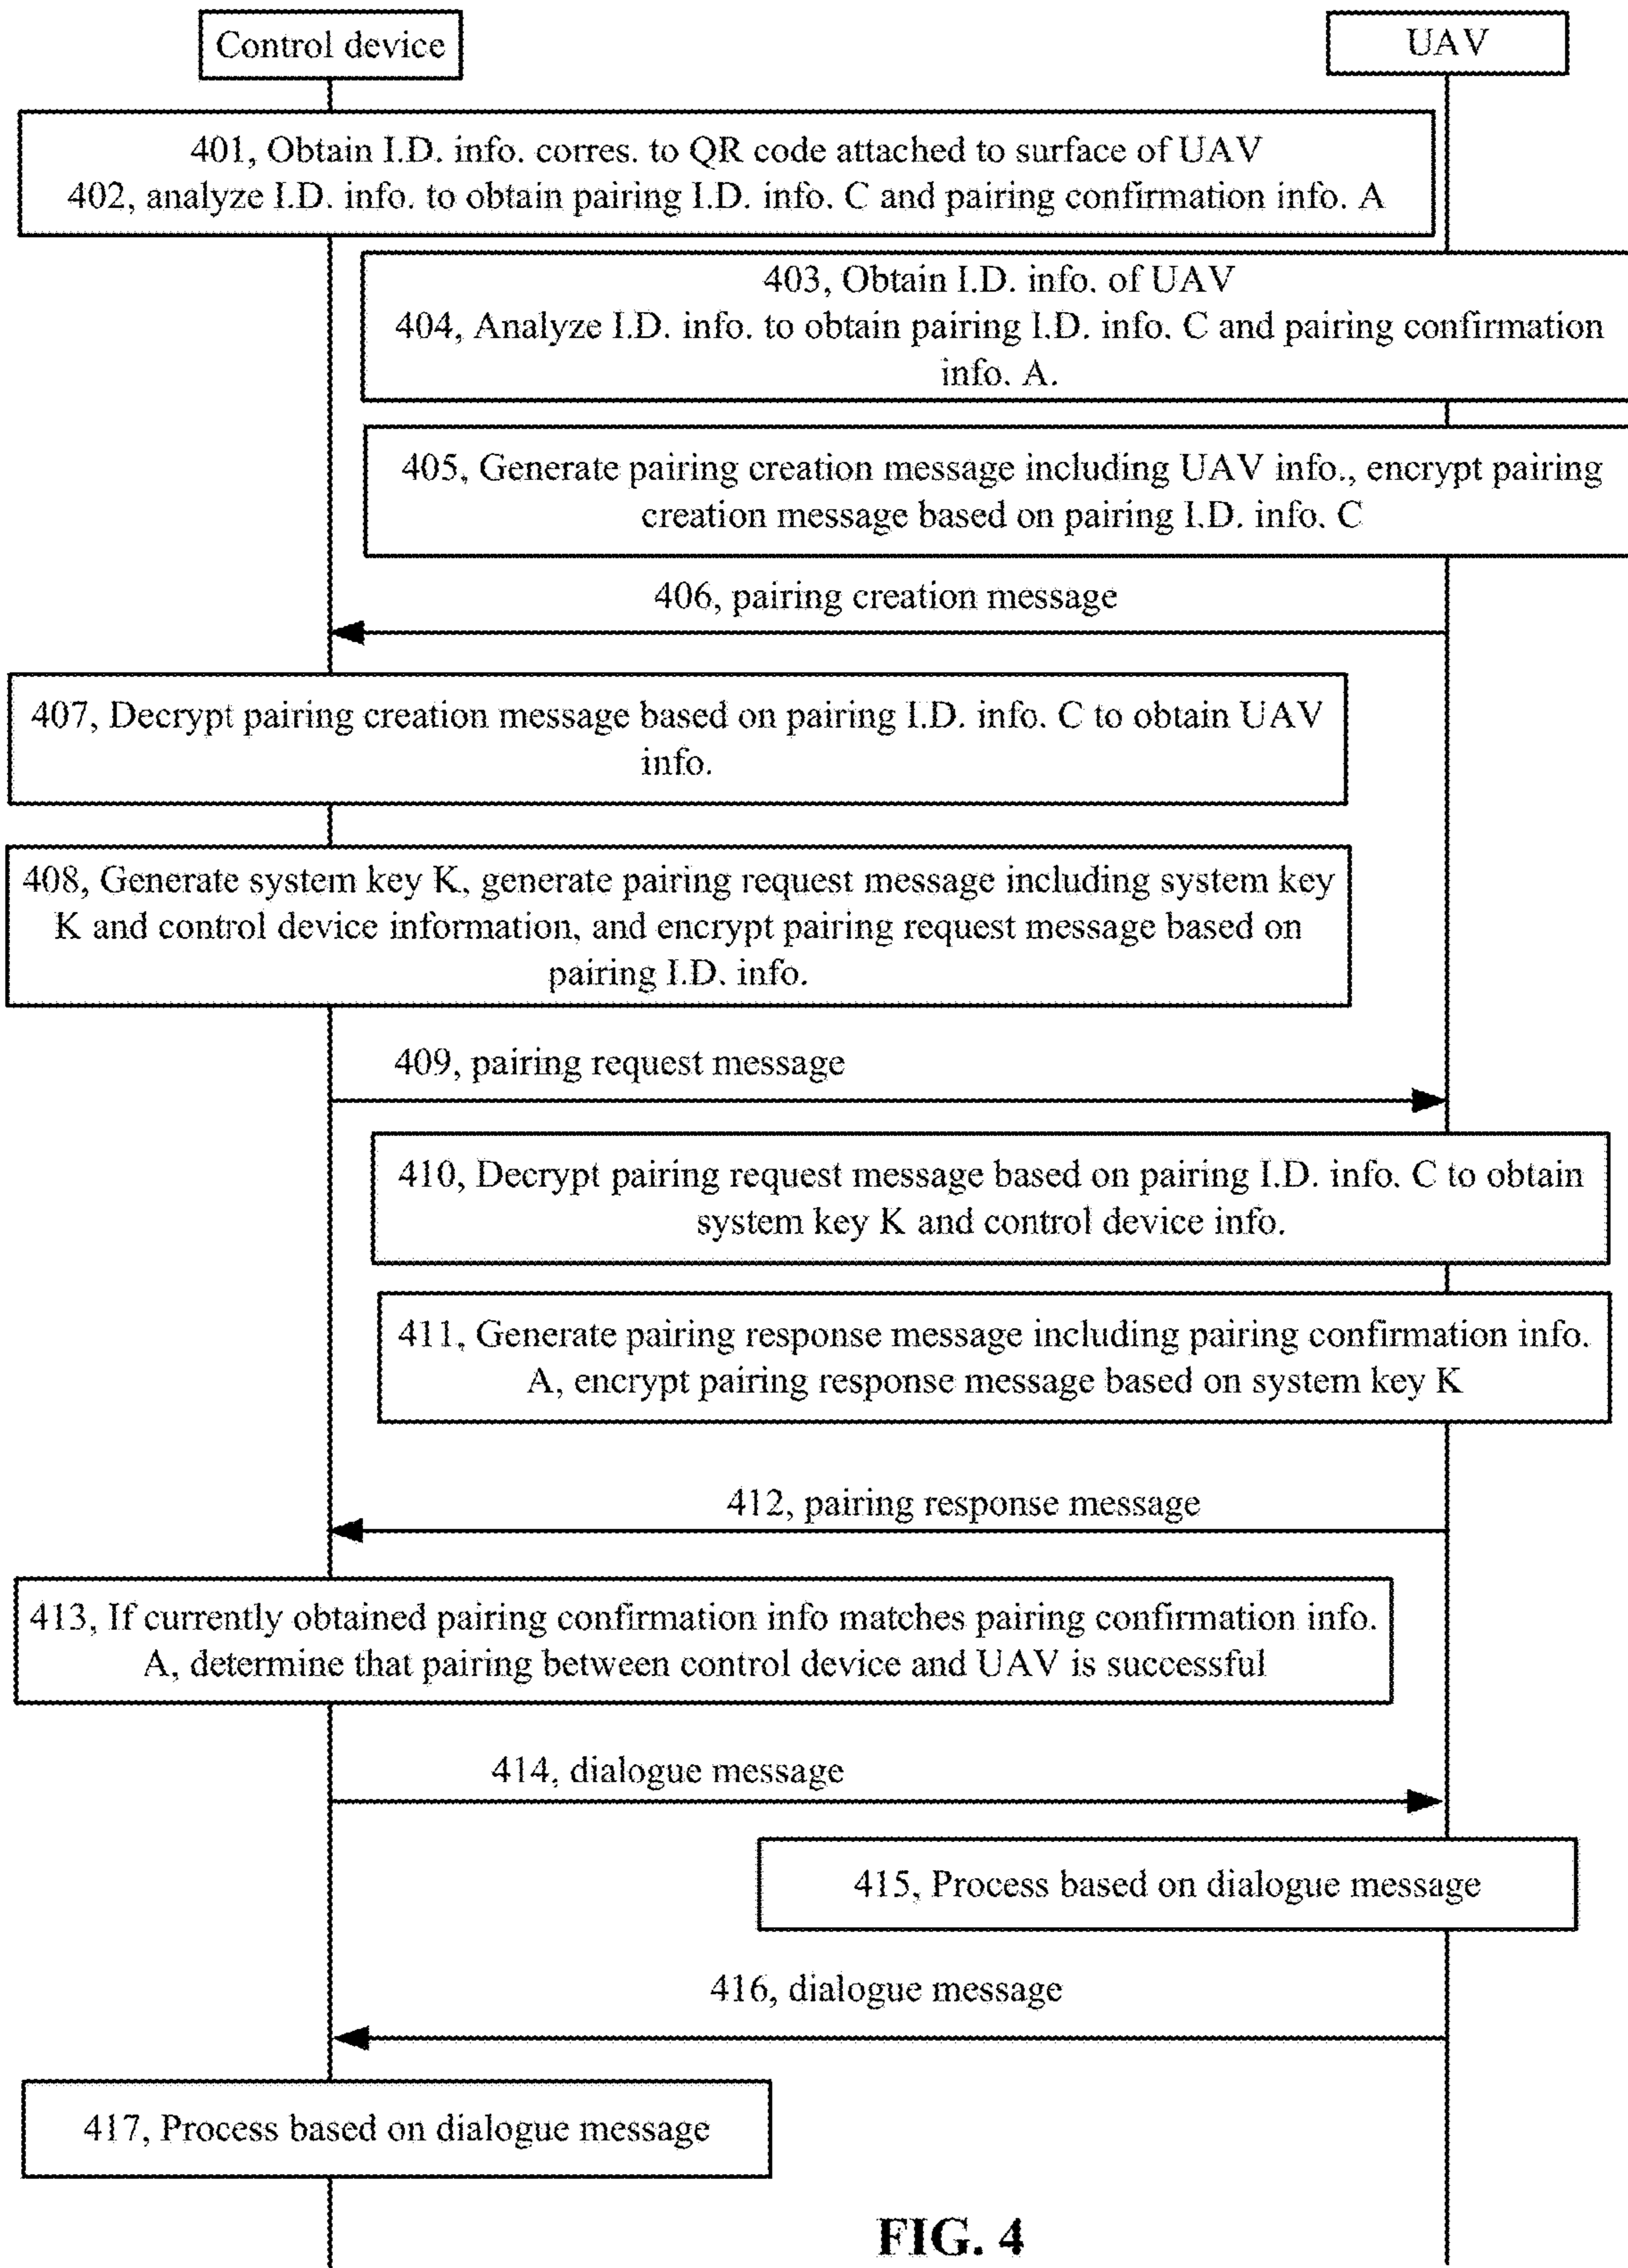 Control device
UAV
401, Obtain I.D. info. corres. to QR code attached to surface of UAV
402, analyze I.D. info. to obtain pairing I.D. info. C and pairing confirmation info. A
403, Obtain I.D. info. of UAV
404, Analyze I.D. info. to obtain pairing I.D. info. C and pairing confirmation
info. A.
405, Generate pairing creation message including UAV info., encrypt pairing
creation message based on pairing I.D. info. C
406, pairing creation message
407, Decrypt pairing creation message based on pairing I.D. info. C to obtain UAV
info.
408, Generate system key K, generate pairing request message including system key
K and control device information, and encrypt pairing request message based on
pairing I.D. info.
409, pairing request message
410, Decrypt pairing request message based on pairing I.D. info. C to obtain
system key K and control device info.
411, Generate pairing response message including pairing confirmation info.
A, encrypt pairing response message based on system key K
412, pairing response message
413, If currently obtained pairing confirmation info matches pairing confirmation info.
A, determine that pairing between control device and UAV is successful
414, dialogue message
415, Process based on dialogue message
416, dialogue message
417, Process based on dialogue message
FIG. 4